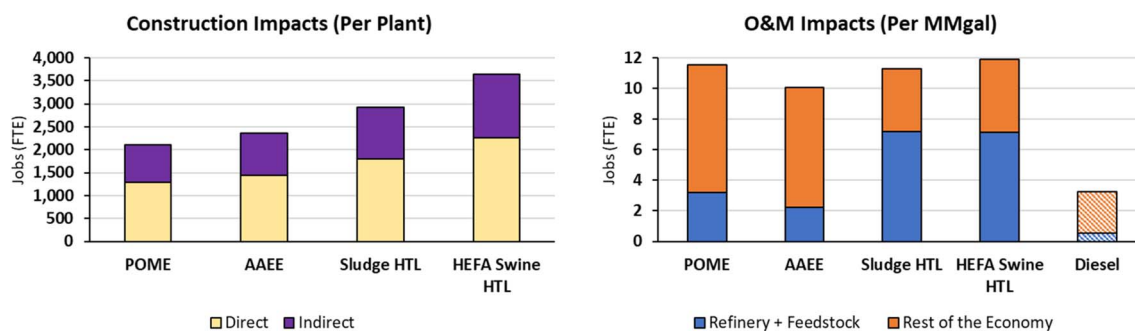 Construction Impacts (Per Plant)
Jobs (FTE)
4,000
3,500
3,000
2,500
2,000
1,500
1,000
500
0
POME
AAEE
Sludge HTL
HEFA Swine
HTL
Direct
Indirect
O&M Impacts (Per MMgal)
Jobs (FTE)
12
10
8
6
4
2
0
POME
AAEE
Sludge HTL
HEFA Swine
HTL
Diesel
Refinery + Feedstock
Rest of the Economy